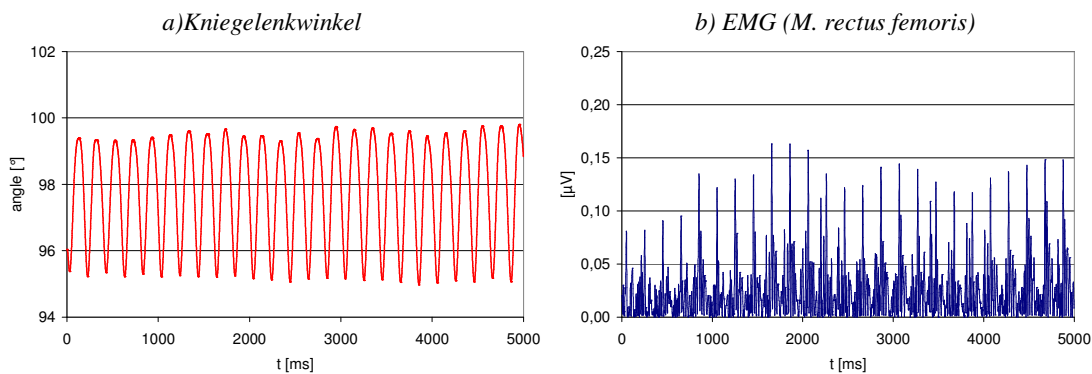 a)Kniegelenkwinkel
102
100
98
96
94
angle [°]
0 1000 2000 3000 4000 5000
t [ms]
b) EMG (M. rectus femoris)
0,25
0,20
0,15
0,10
0,05
0,00
[µV]
0 1000 2000 3000 4000 5000
t [ms]